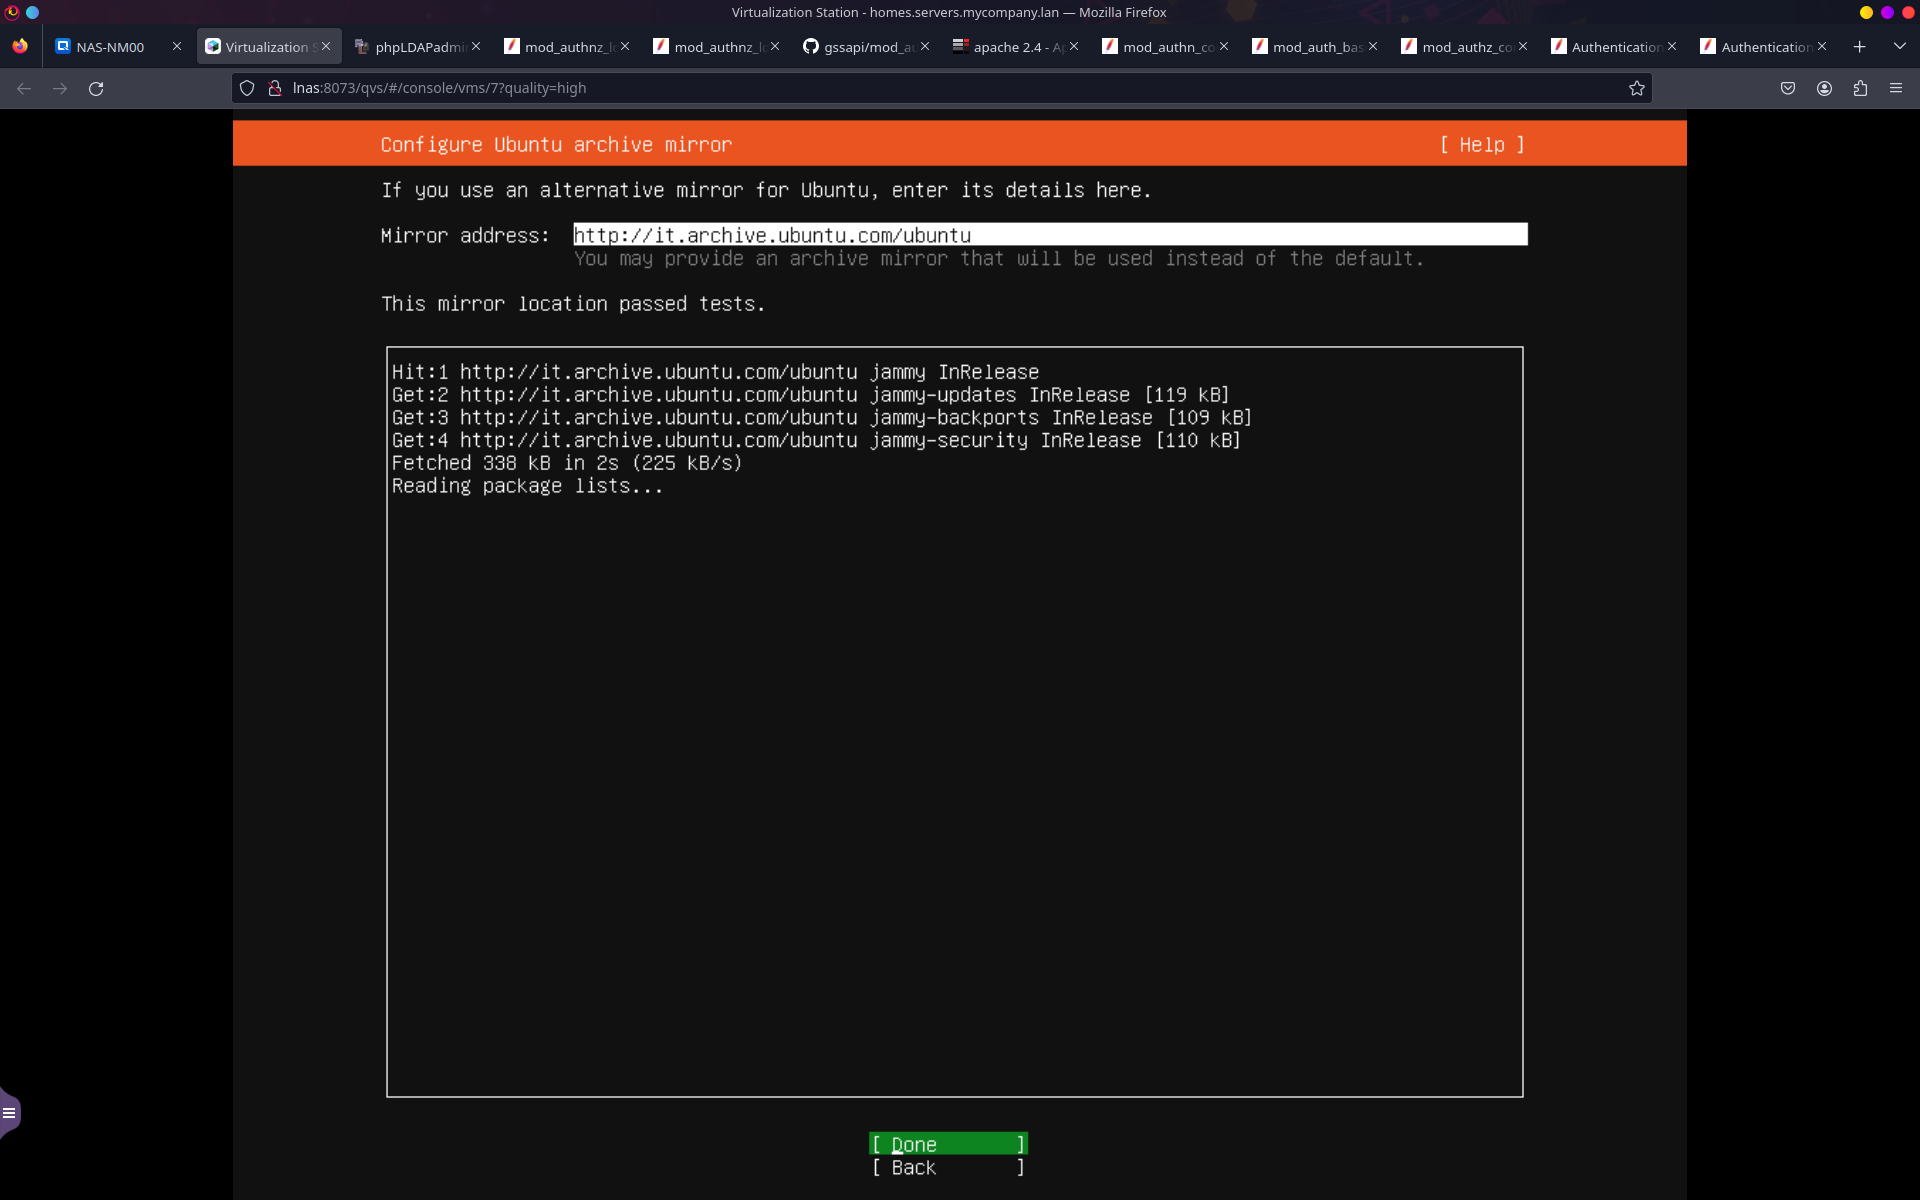 Virtualization Station - homes.servers.mycompany.lan — Mozilla Firefox
NAS-NM00
Virtualization
phpLDAPadmi
mod_authnz_l
mod_authnz_l
gssapi/mod_a
apache 2.4 - A
mod_authn_co
mod_auth_bas
mod_authz_co
Authentication
Authentication
lnas:8073/qvs/#/console/vms/7?quality=high
Configure Ubuntu archive mirror [ Help ]
If you use an alternative mirror for Ubuntu, enter its details here.
Mirror address: http://it.archive.ubuntu.com/ubuntu
You may provide an archive mirror that will be used instead of the default.
This mirror location passed tests.
Hit:1 http://it.archive.ubuntu.com/ubuntu jammy InRelease
Get:2 http://it.archive.ubuntu.com/ubuntu jammy-updates InRelease [119 kB]
Get:3 http://it.archive.ubuntu.com/ubuntu jammy-backports InRelease [109 kB]
Get:4 http://it.archive.ubuntu.com/ubuntu jammy-security InRelease [110 kB]
Fetched 338 kB in 2s (225 kB/s)
Reading package lists...
[ Done ]
[ Back ]